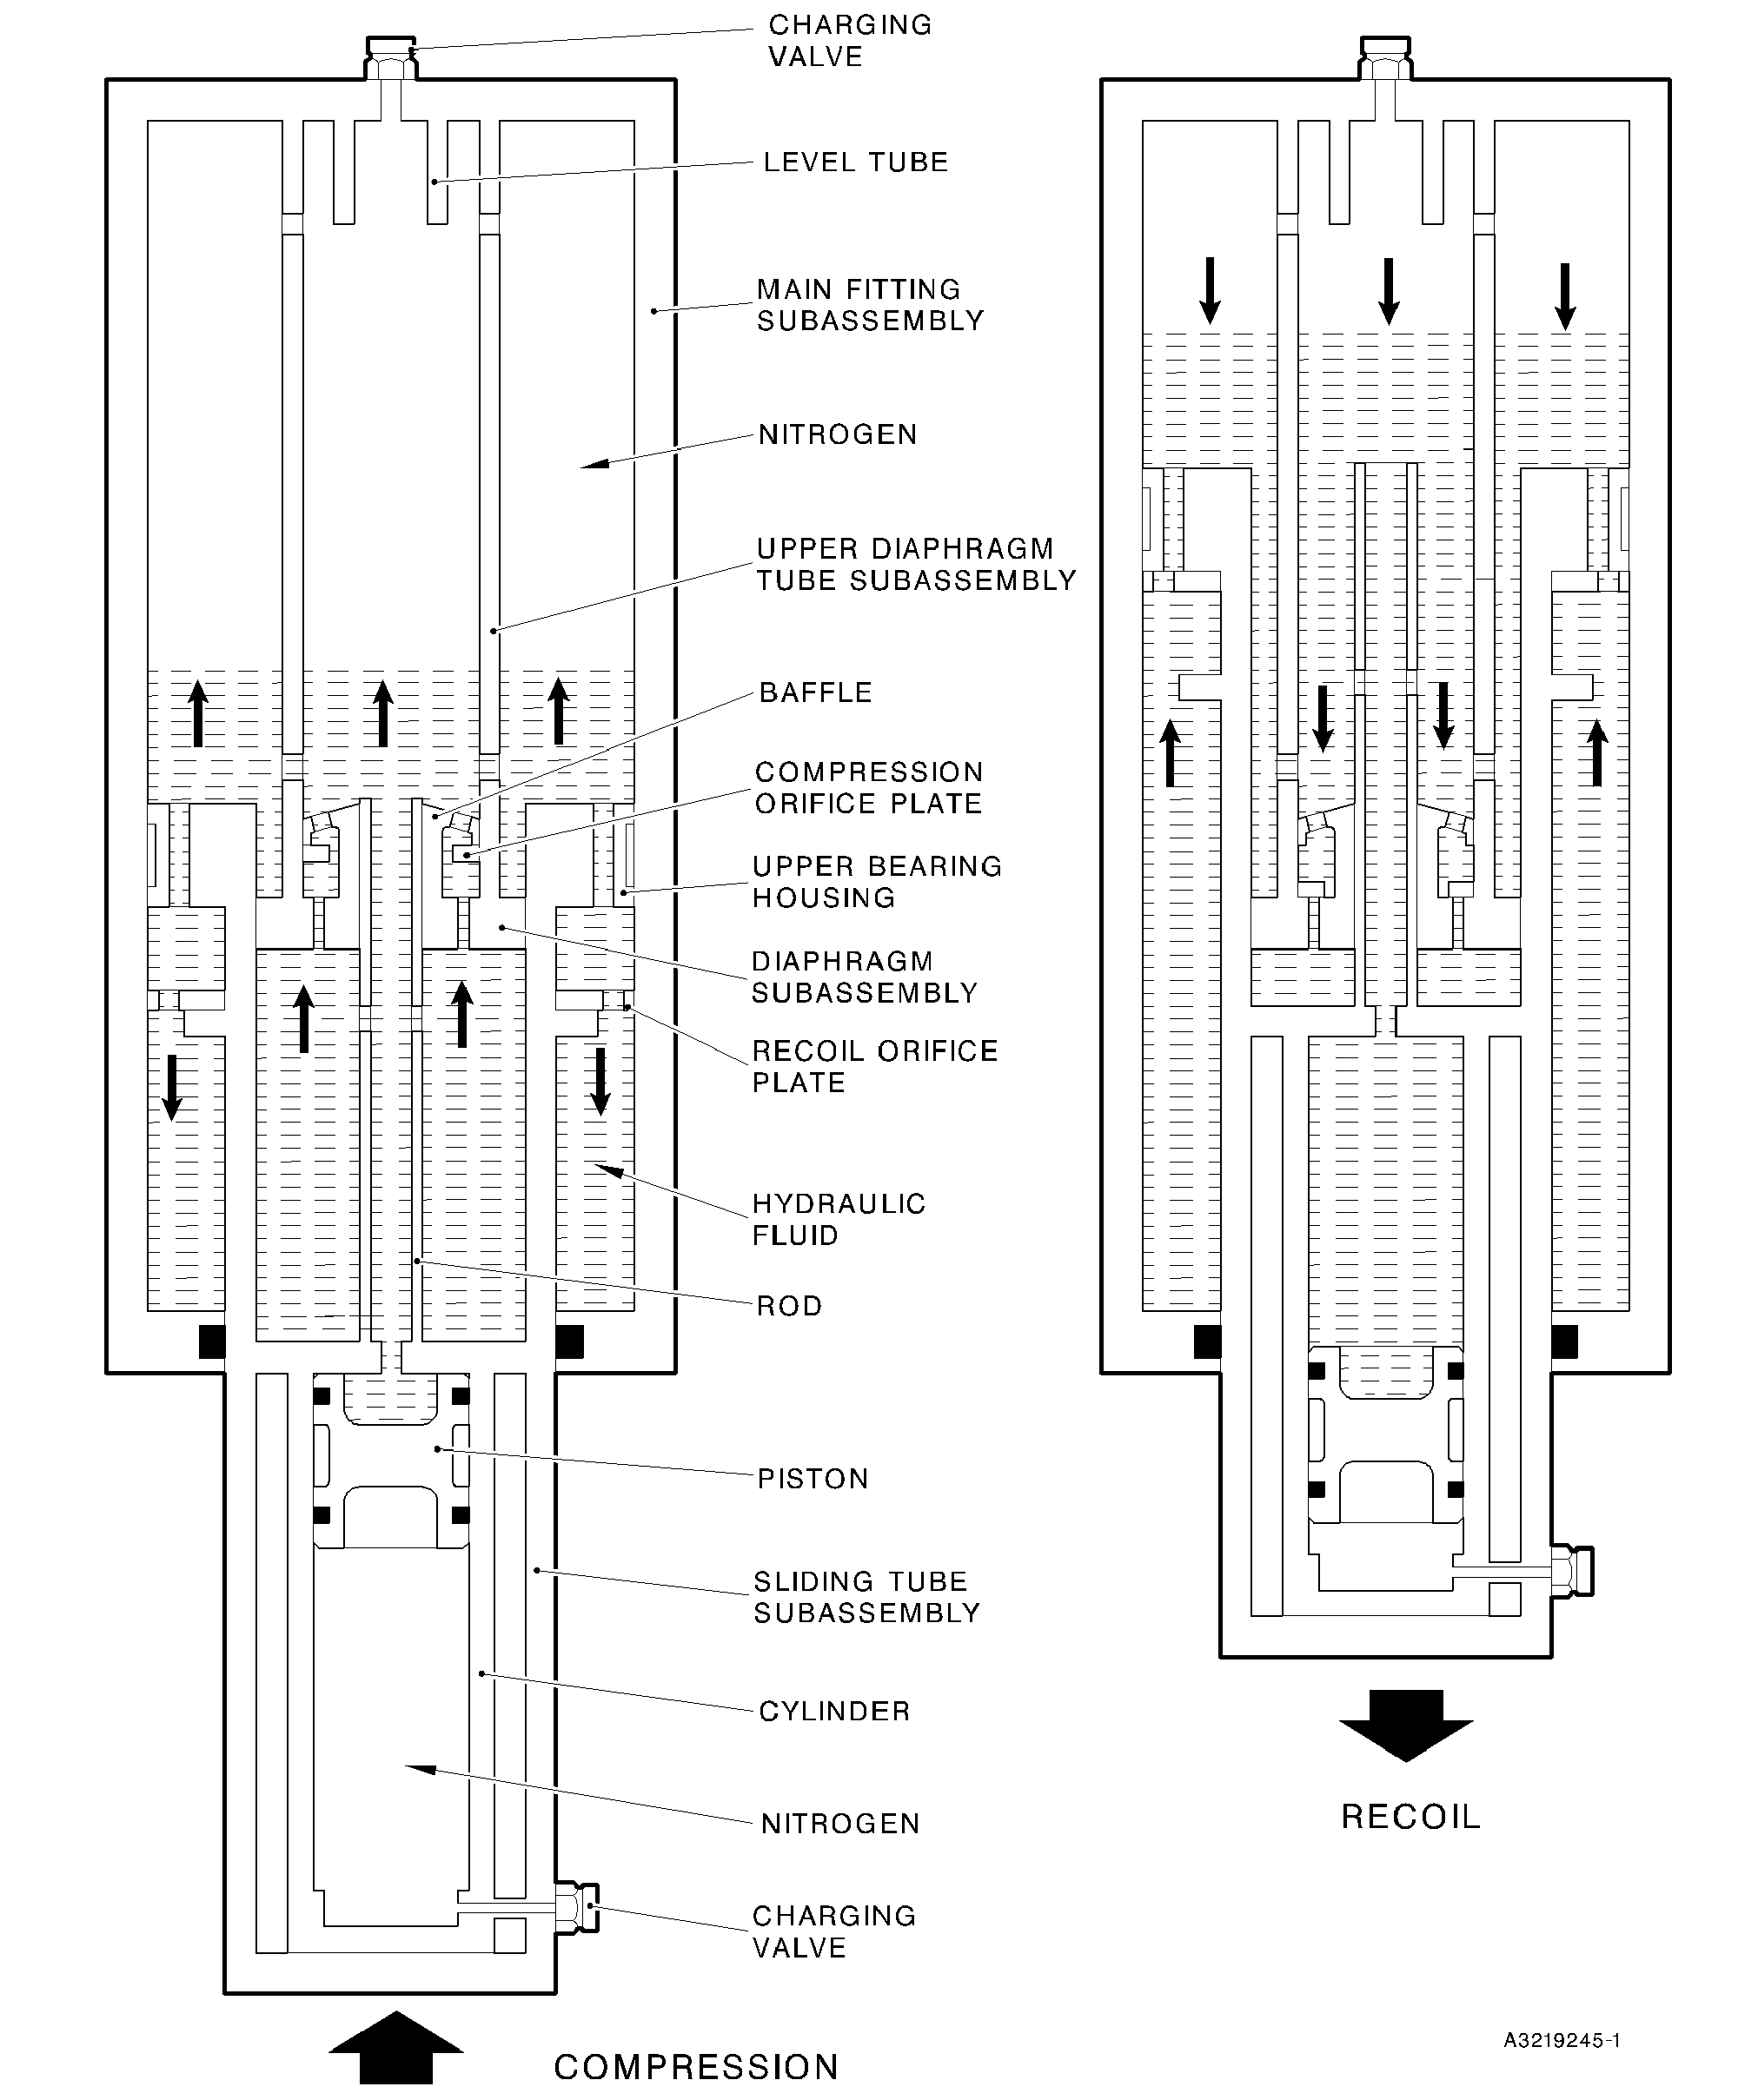 CHARGING
VALVE
LEVEL TUBE
MAIN FITTING
SUBASSEMBLY
NITROGEN
UPPER DIAPHRAGM
TUBE SUBASSEMBLY
BAFFLE
COMPRESSION
ORIFICE PLATE
UPPER BEARING
HOUSING
DIAPHRAGM
SUBASSEMBLY
RECOIL ORIFICE
PLATE
HYDRAULIC
FLUID
ROD
PISTON
SLIDING TUBE
SUBASSEMBLY
CYLINDER
NITROGEN
CHARGING
VALVE
COMPRESSION
RECOIL
A3219245-1